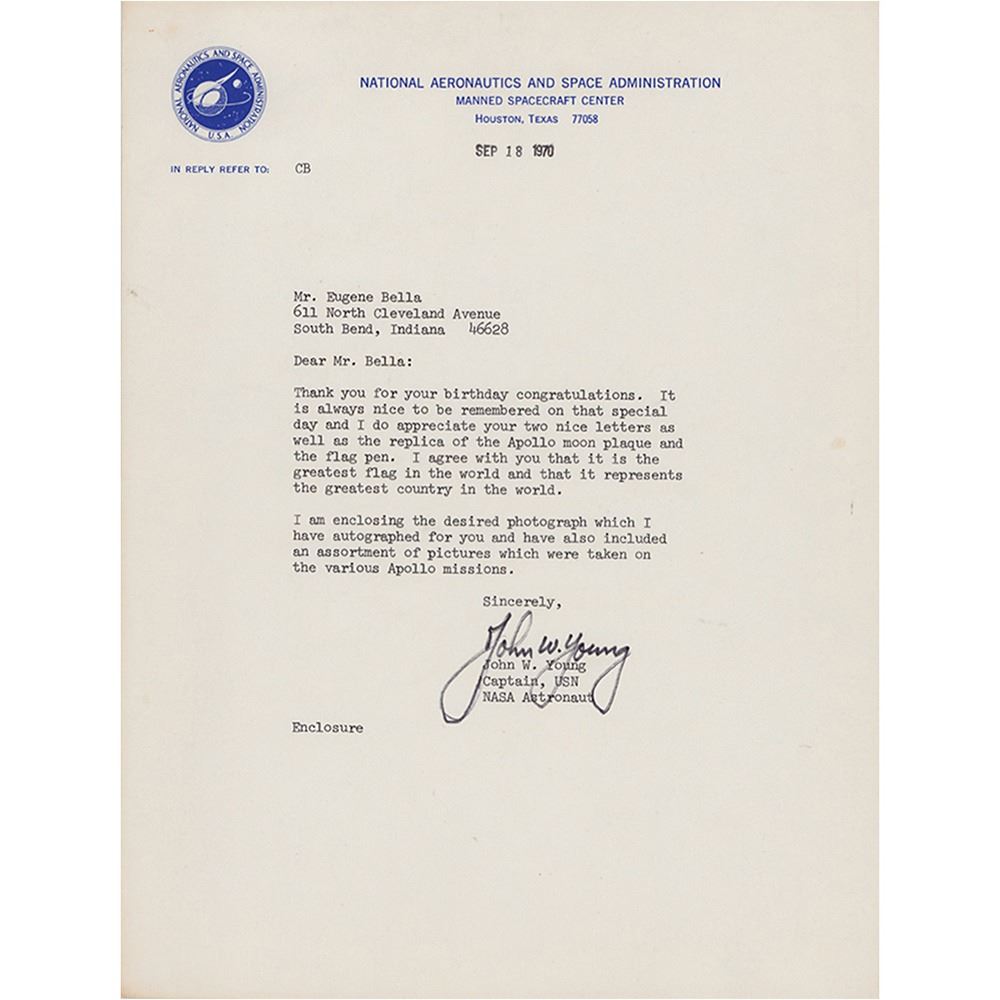 NATIONAL AERONAUTICS AND SPACE ADMINISTRATION
U.S.A.
NATIONAL AERONAUTICS AND SPACE ADMINISTRATION
MANNED SPACECRAFT CENTER
HOUSTON, TEXAS 77058
SEP 18 1970
IN REPLY REFER TO: CB
Mr. Eugene Bella
611 North Cleveland Avenue
South Bend, Indiana 46628
Dear Mr. Bella:
Thank you for your birthday congratulations. It
is always nice to be remembered on that special
day and I do appreciate your two nice letters as
well as the replica of the Apollo moon plaque and
the flag pen. I agree with you that it is the
greatest flag in the world and that it represents
the greatest country in the world.
I am enclosing the desired photograph which I
have autographed for you and have also included
an assortment of pictures which were taken on
the various Apollo missions.
Sincerely,
John W. Young
John W. Young
Captain, USN
NASA Astronaut
Enclosure